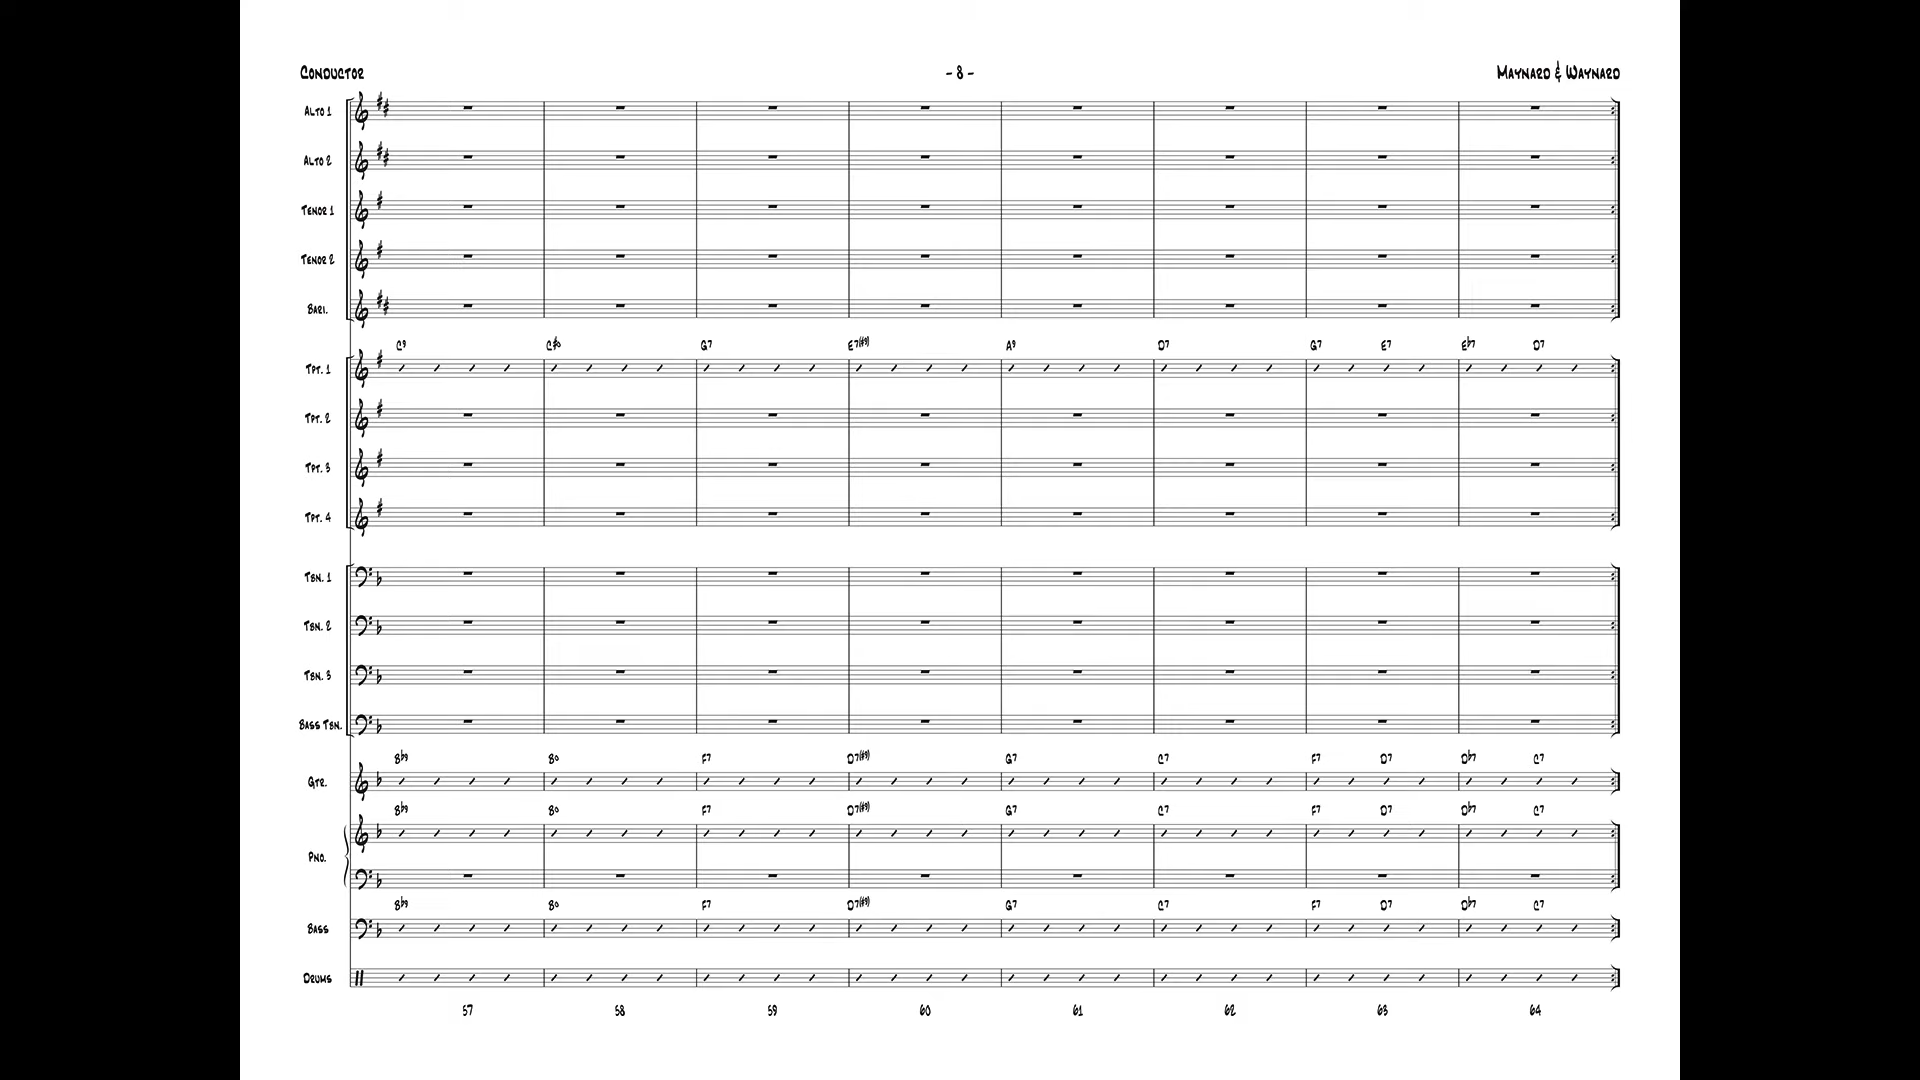 Conductor - 8 - Maynard & Waynard
Alto 1
Alto 2
Tenor 1
Tenor 2
Bari.
C9 C#o G7 E7(#9) A9 D7 G7 E7 Eb7 D7
Tpt. 1
Tpt. 2
Tpt. 3
Tpt. 4
Tbn. 1
Tbn. 2
Tbn. 3
Bass Tbn.
Bb9 Bo F7 D7(#9) G7 C7 F7 D7 Db7 C7
Gtr.
Bb9 Bo F7 D7(#9) G7 C7 F7 D7 Db7 C7
Pno.
Bb9 Bo F7 D7(#9) G7 C7 F7 D7 Db7 C7
Bass
Drums
57 58 59 60 61 62 63 64